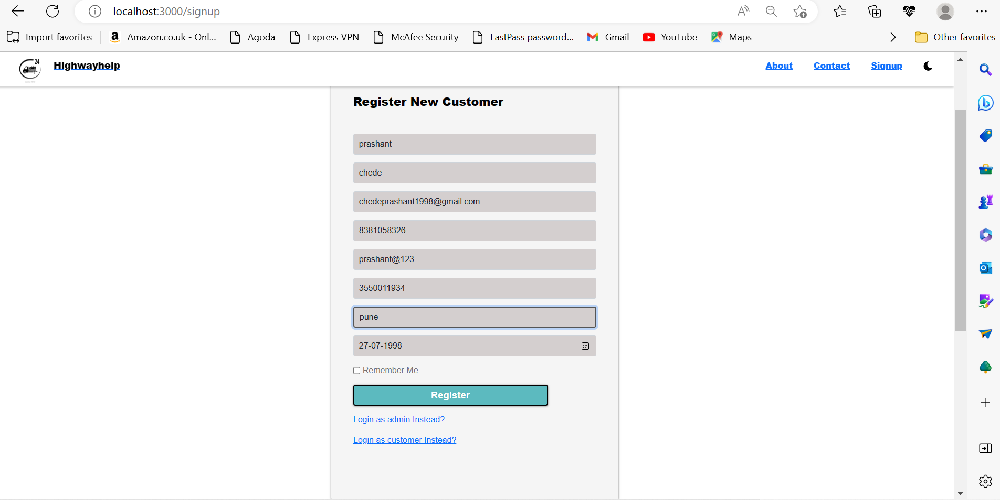 localhost:3000/signup
Import favorites Amazon.co.uk - Onl... Agoda Express VPN McAfee Security LastPass password... Gmail YouTube Maps Other favorites
24
Highwayhelp About Contact Signup
Register New Customer
prashant
chede
chedeprashant1998@gmail.com
8381058326
prashant@123
3550011934
pune
27-07-1998
Remember Me
Register
Login as admin Instead?
Login as customer Instead?